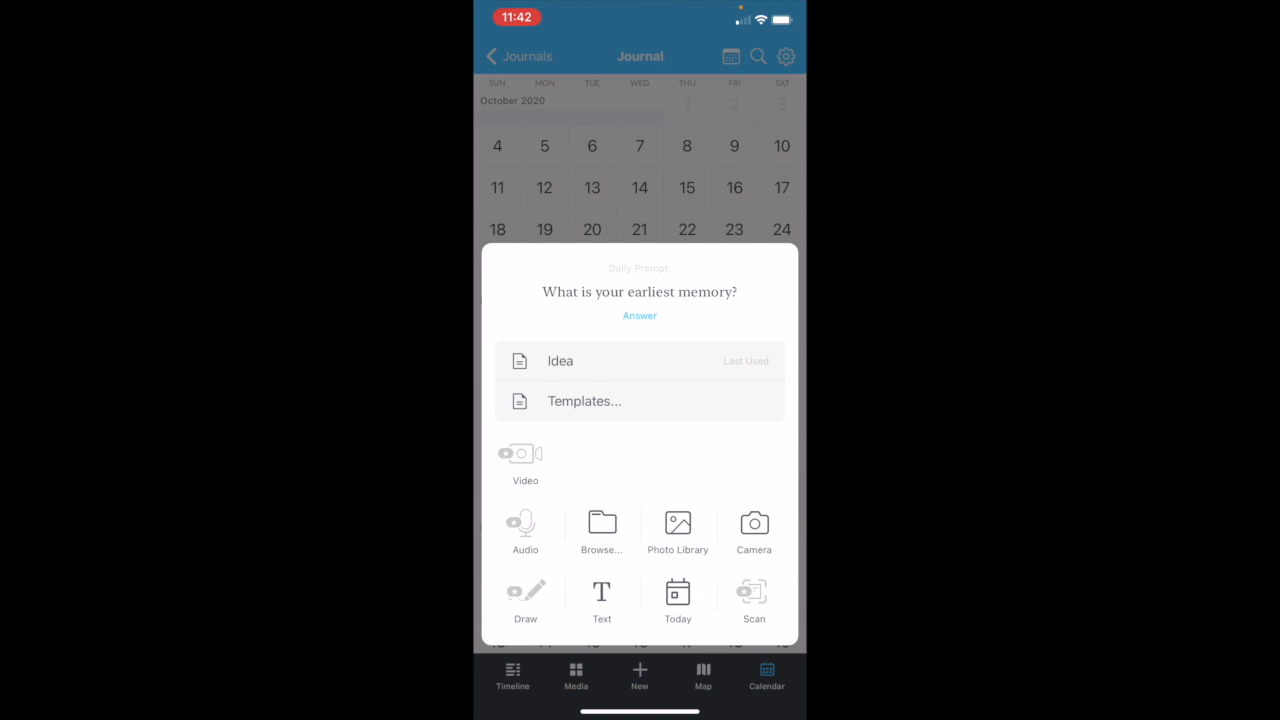 11:42
Journals
Journal
SUN MON TUE WED THU FRI SAT
October 2020
1 2 3
4 5 6 7 8 9 10
11 12 13 14 15 16 17
18 19 20 21 22 23 24
Daily Prompt:
What is your earliest memory?
Answer
Idea Last Used
Templates...
Video
Audio Browse... Photo Library Camera
Draw Text Today Scan
Timeline Media New Map Calendar